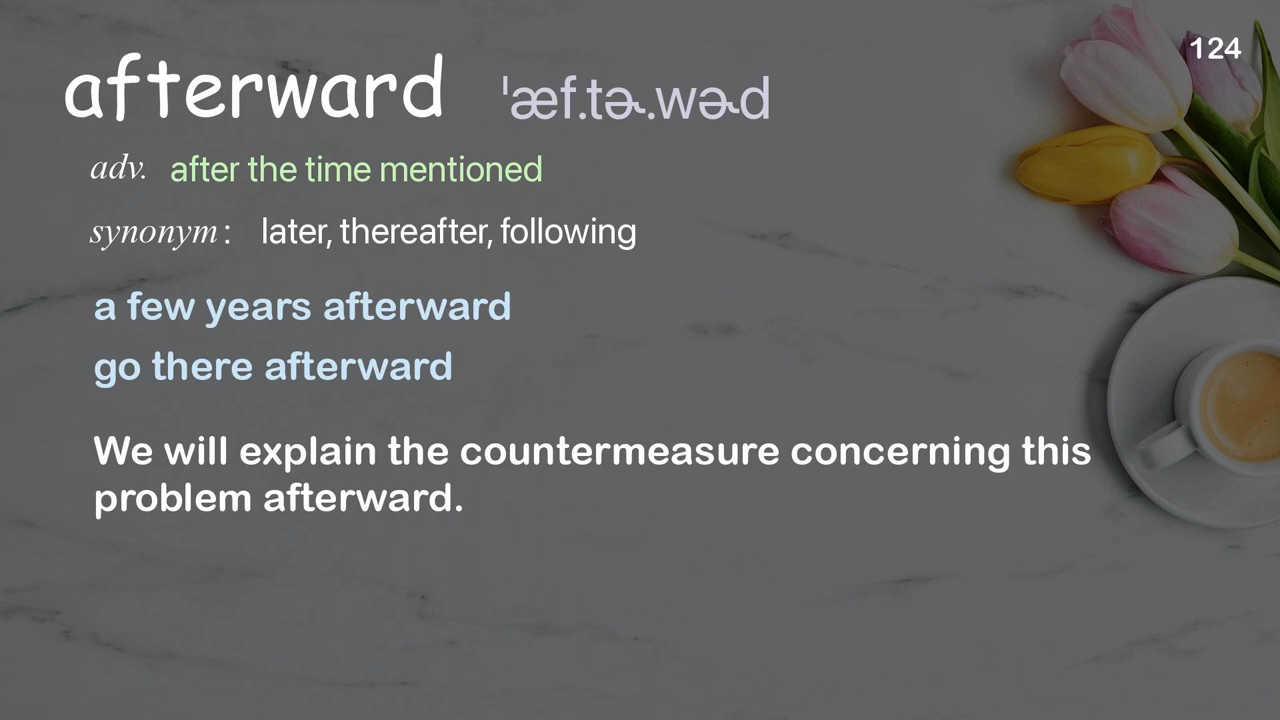 124
afterward ˈæf.tɚ.wɚd
adv. after the time mentioned
synonym: later, thereafter, following
a few years afterward
go there afterward
We will explain the countermeasure concerning this
problem afterward.